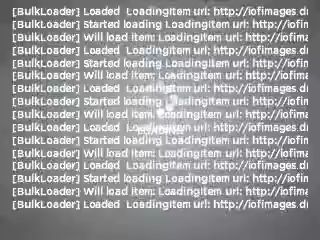 [BulkLoader] Loaded LoadingItem url: http://iofimages.d
[BulkLoader] Started loading LoadingItem url: http://iofi
[BulkLoader] Will load item: LoadingItem url: http://iofima
[BulkLoader] Loaded LoadingItem url: http://iofimages.d
[BulkLoader] Started loading LoadingItem url: http://iofi
[BulkLoader] Will load item: LoadingItem url: http://iofima
[BulkLoader] Loaded LoadingItem url: http://iofimages.d
[BulkLoader] Started loading LoadingItem url: http://iofi
[BulkLoader] Will load item: LoadingItem url: http://iofima
[BulkLoader] Loaded LoadingItem url: http://iofimages.d
[BulkLoader] Started loading LoadingItem url: http://iofi
[BulkLoader] Will load item: LoadingItem url: http://iofima
[BulkLoader] Loaded LoadingItem url: http://iofimages.d
[BulkLoader] Started loading LoadingItem url: http://iofi
[BulkLoader] Will load item: LoadingItem url: http://iofima
[BulkLoader] Loaded LoadingItem url: http://iofimages.d